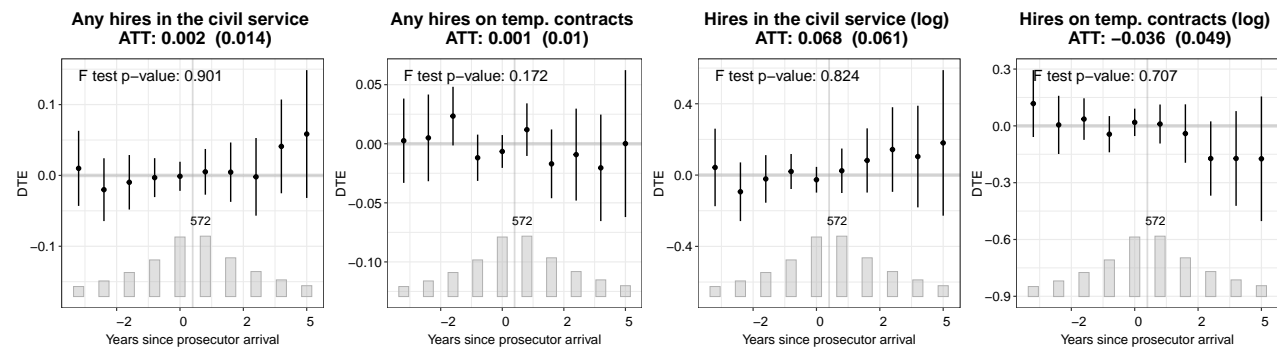 Any hires in the civil service
ATT: 0.002 (0.014)
F test p−value: 0.901
0.1
0.0
−0.1
DTE
572
−2 0 2 5
Years since prosecutor arrival
Any hires on temp. contracts
ATT: 0.001 (0.01)
F test p−value: 0.172
0.05
0.00
−0.05
−0.10
DTE
572
−2 0 2 5
Years since prosecutor arrival
Hires in the civil service (log)
ATT: 0.068 (0.061)
F test p−value: 0.824
0.4
0.0
−0.4
DTE
572
−2 0 2 5
Years since prosecutor arrival
Hires on temp. contracts (log)
ATT: −0.036 (0.049)
F test p−value: 0.707
0.3
0.0
−0.3
−0.6
−0.9
DTE
572
−2 0 2 5
Years since prosecutor arrival